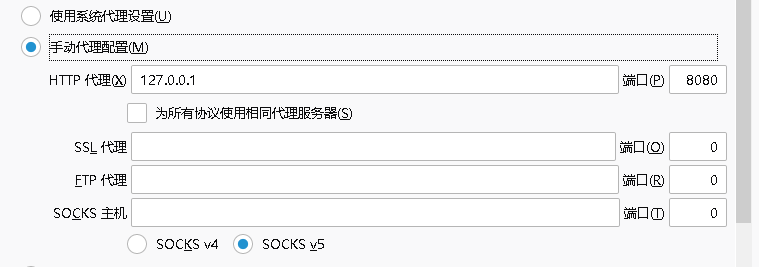 使用系统代理设置(U)
手动代理配置(M)
HTTP 代理(X) 127.0.0.1 端口(P) 8080
为所有协议使用相同代理服务器(S)
SSL 代理 端口(O) 0
FTP 代理 端口(R) 0
SOCKS 主机 端口(T) 0
SOCKS v4 SOCKS v5